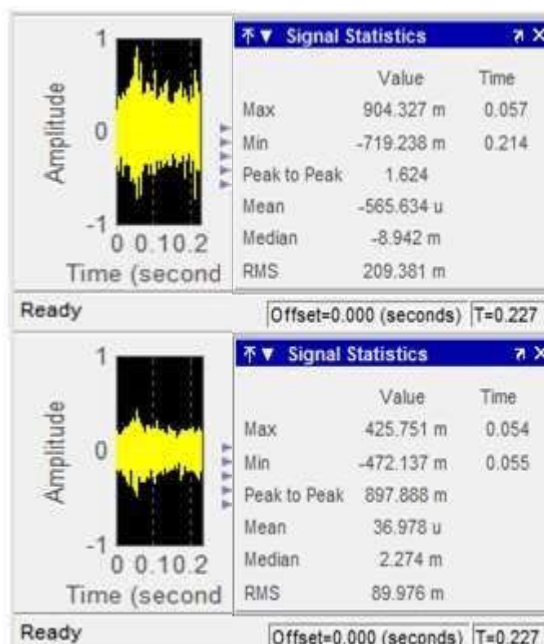 1
0
-1
Amplitude
0 0.1 0.2
Time (second
Signal Statistics
Value Time
Max 904.327 m 0.057
Min -719.238 m 0.214
Peak to Peak 1.624
Mean -565.634 u
Median -8.942 m
RMS 209.381 m
Ready Offset=0.000 (seconds) T=0.227
1
0
-1
Amplitude
0 0.1 0.2
Time (second
Signal Statistics
Value Time
Max 425.751 m 0.054
Min -472.137 m 0.055
Peak to Peak 897.888 m
Mean 36.978 u
Median 2.274 m
RMS 89.976 m
Ready Offset=0.000 (seconds) T=0.227